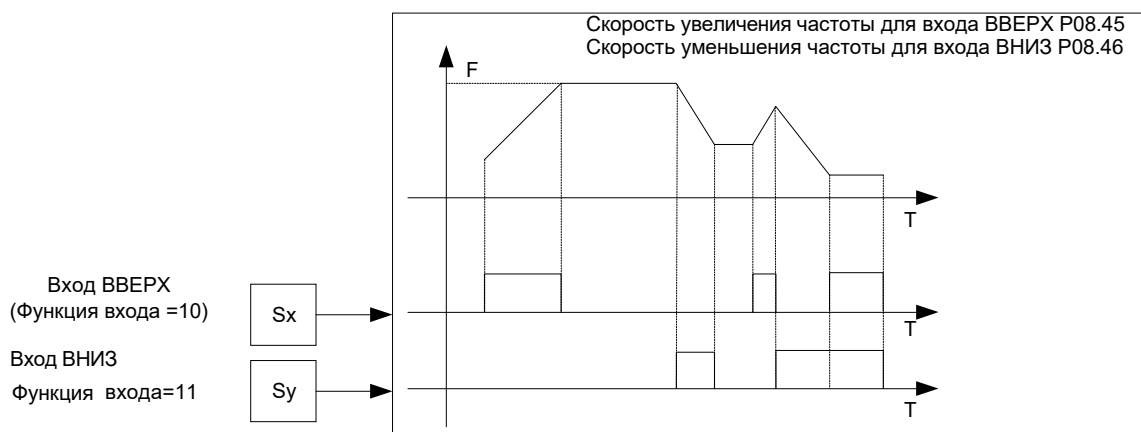 Скорость увеличения частоты для входа ВВЕРХ P08.45
Скорость уменьшения частоты для входа ВНИЗ P08.46
F
T
Вход ВВЕРХ
(Функция входа =10)
Sx
T
Вход ВНИЗ
Функция входа=11
Sy
T